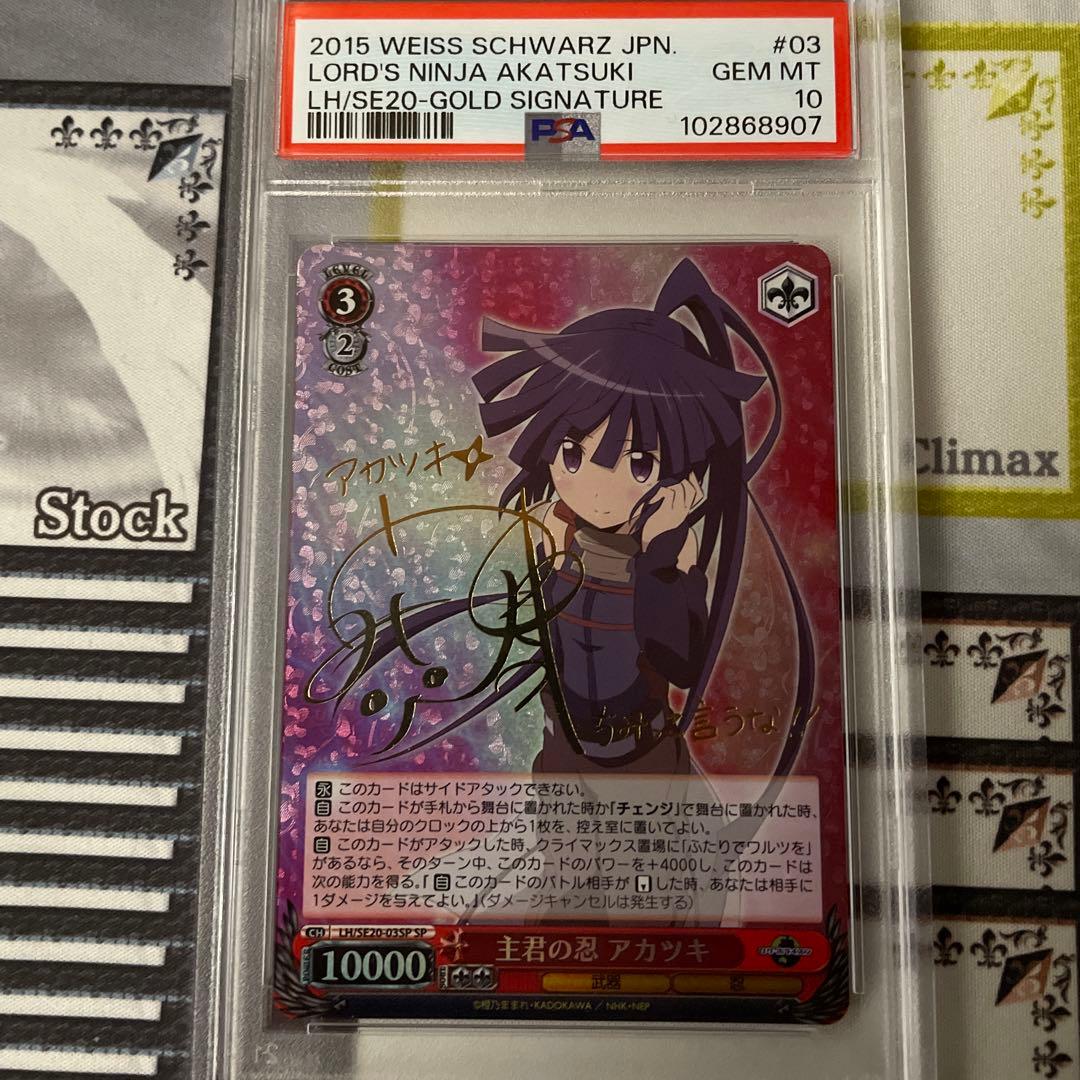 2015 WEISS SCHWARZ JPN. #03
LORD'S NINJA AKATSUKI GEM MT
LH/SE20-GOLD SIGNATURE 10
PSA 102868907
LEVEL
3
2
COST
アカツキ
言うな!!
Stock
Climax
永 このカードはサイドアタックできない。
自 このカードが手札から舞台に置かれた時か「チェンジ」で舞台に置かれた時、
あなたは自分のクロックの上から1枚を、控え室に置いてよい。
自 このカードがアタックした時、クライマックス置場に「ふたりでワルツを」
があるなら、そのターン中、このカードのパワーを+4000し、このカードは
次の能力を得る。「自 このカードのバトル相手が したした時、あなたは相手に
1ダメージを与えてよい。」(ダメージキャンセルは発生する)
CH LH/SE20-03SP SP
POWER 10000 主君の忍 アカツキ
SOUL 武器 忍
©橙乃ままれ・KADOKAWA / NHK・NEP